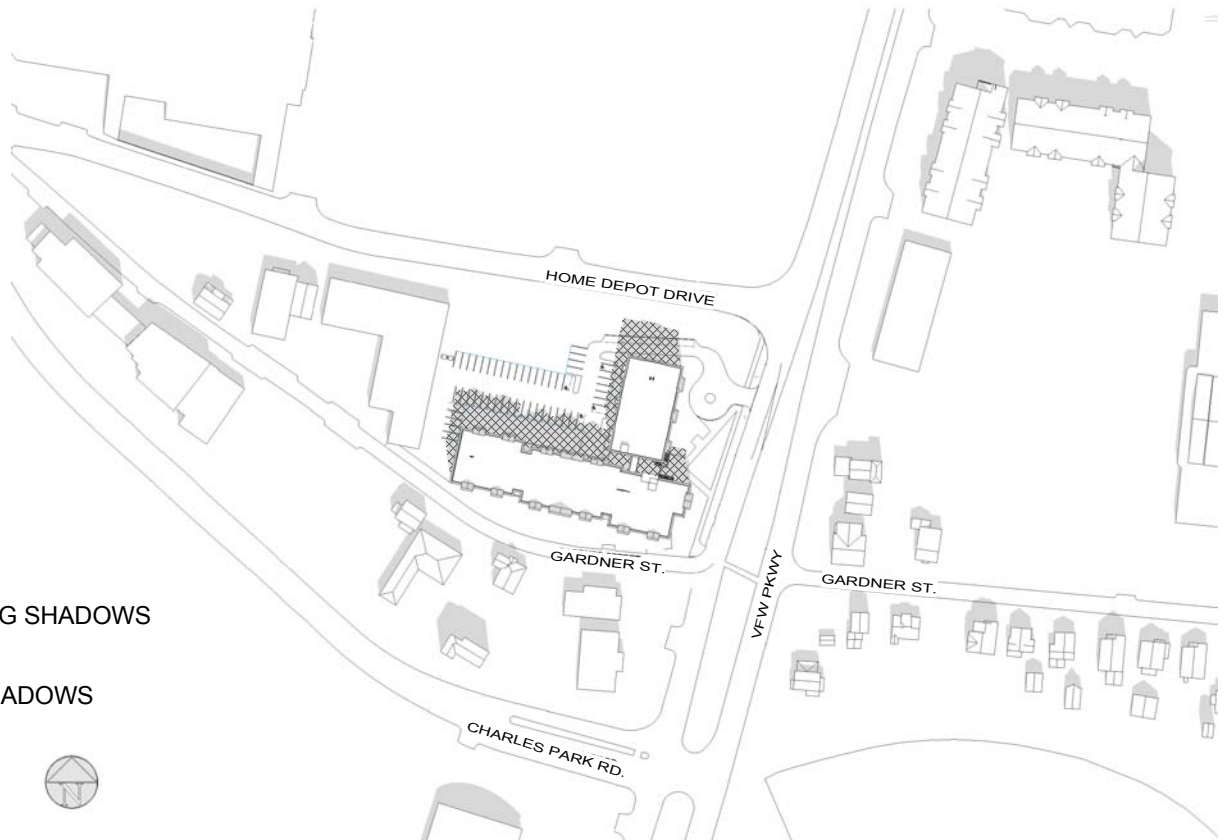 HOME DEPOT DRIVE
GARDNER ST.
VFW PKWY
GARDNER ST.
G SHADOWS
ADOWS
CHARLES PARK RD.
N